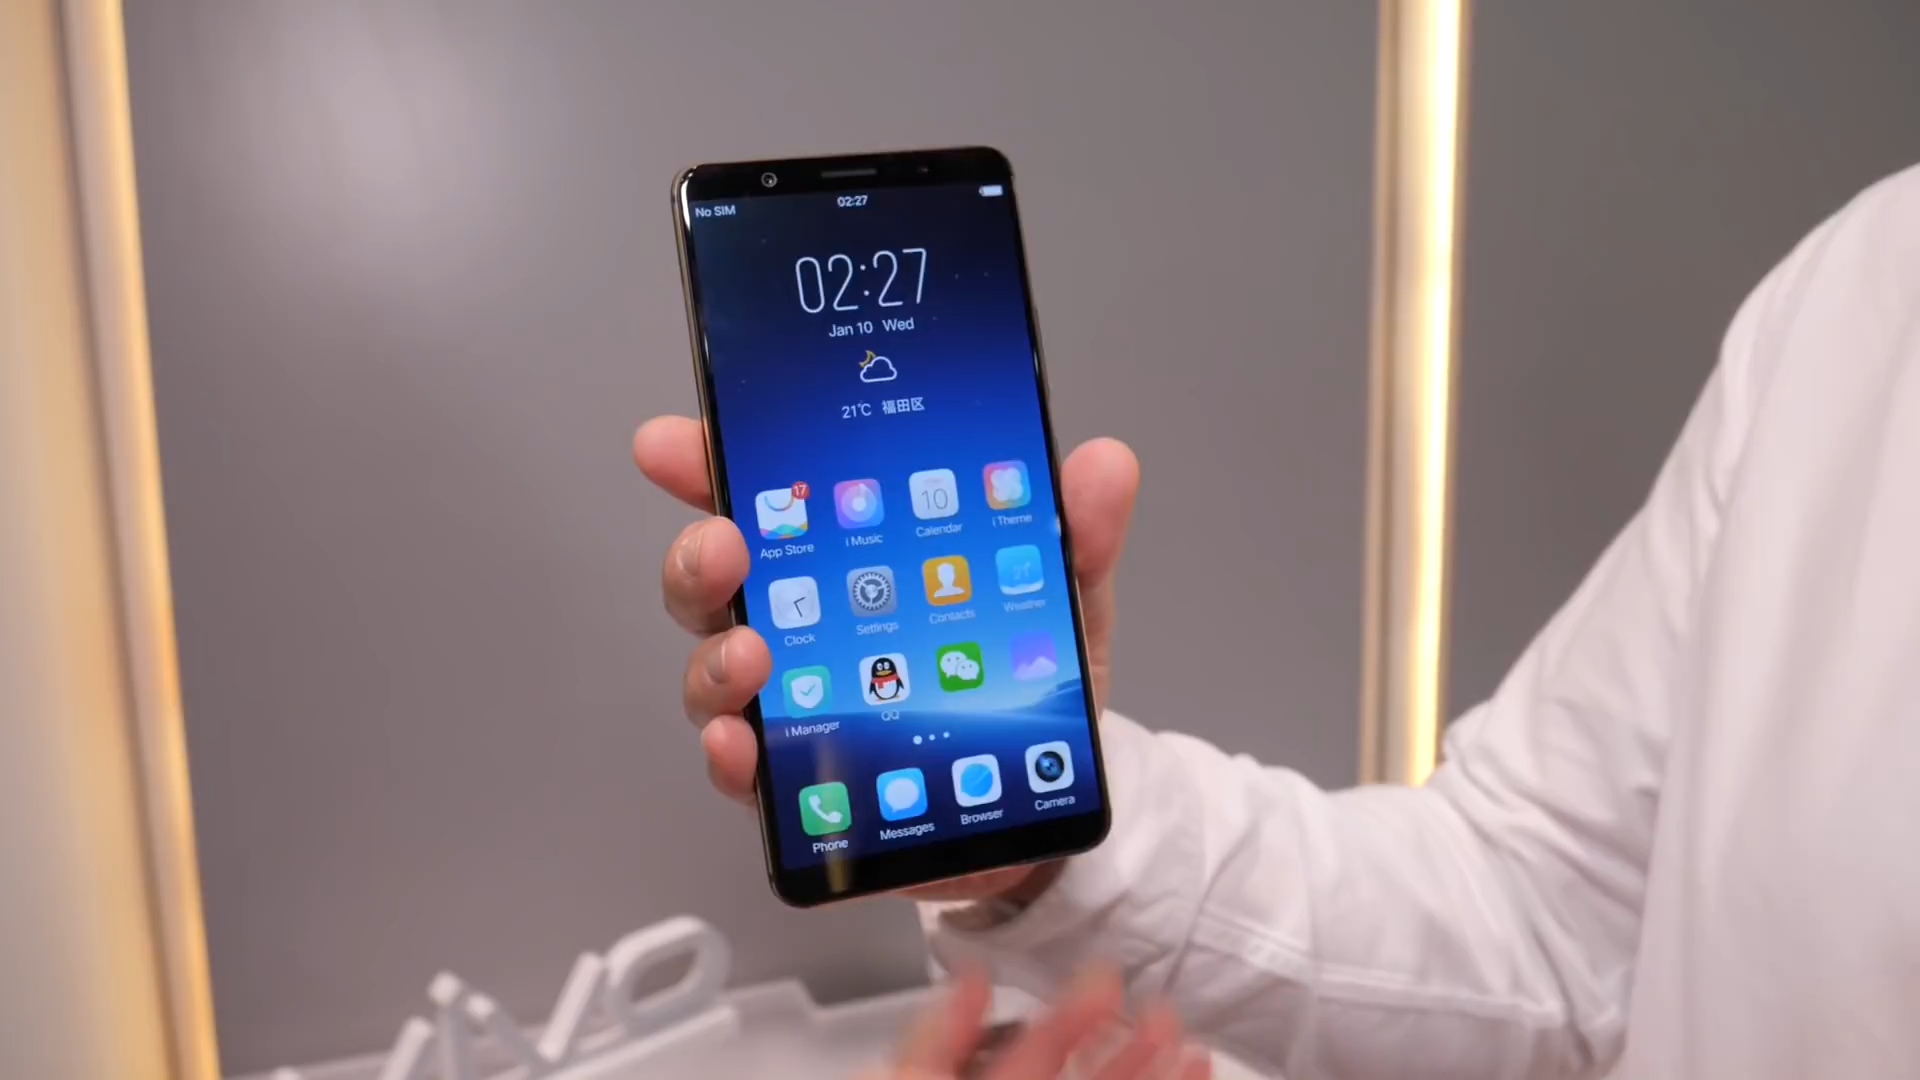 No SIM 02:27
02:27
Jan 10 Wed
21°C 福田区
17
10
21°
App Store i Music Calendar i Theme
Clock Settings Contacts Weather
i Manager QQ
Phone Messages Browser Camera
vivo